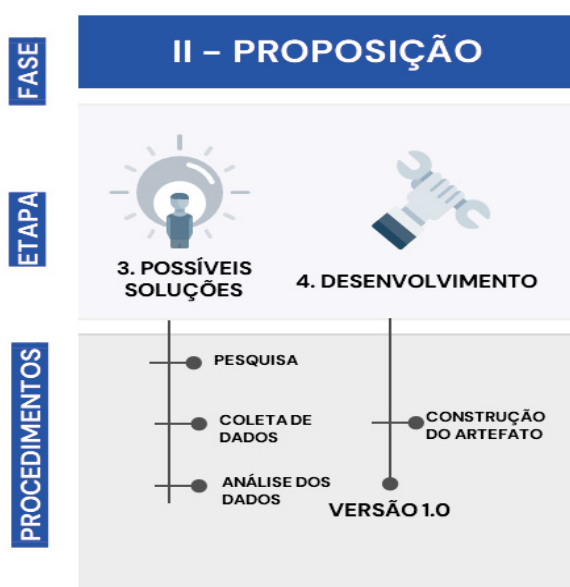 FASE
II – PROPOSIÇÃO
ETAPA
3. POSSÍVEIS
SOLUÇÕES
4. DESENVOLVIMENTO
PROCEDIMENTOS
PESQUISA
COLETA DE
DADOS
ANÁLISE DOS
DADOS
CONSTRUÇÃO
DO ARTEFATO
VERSÃO 1.0